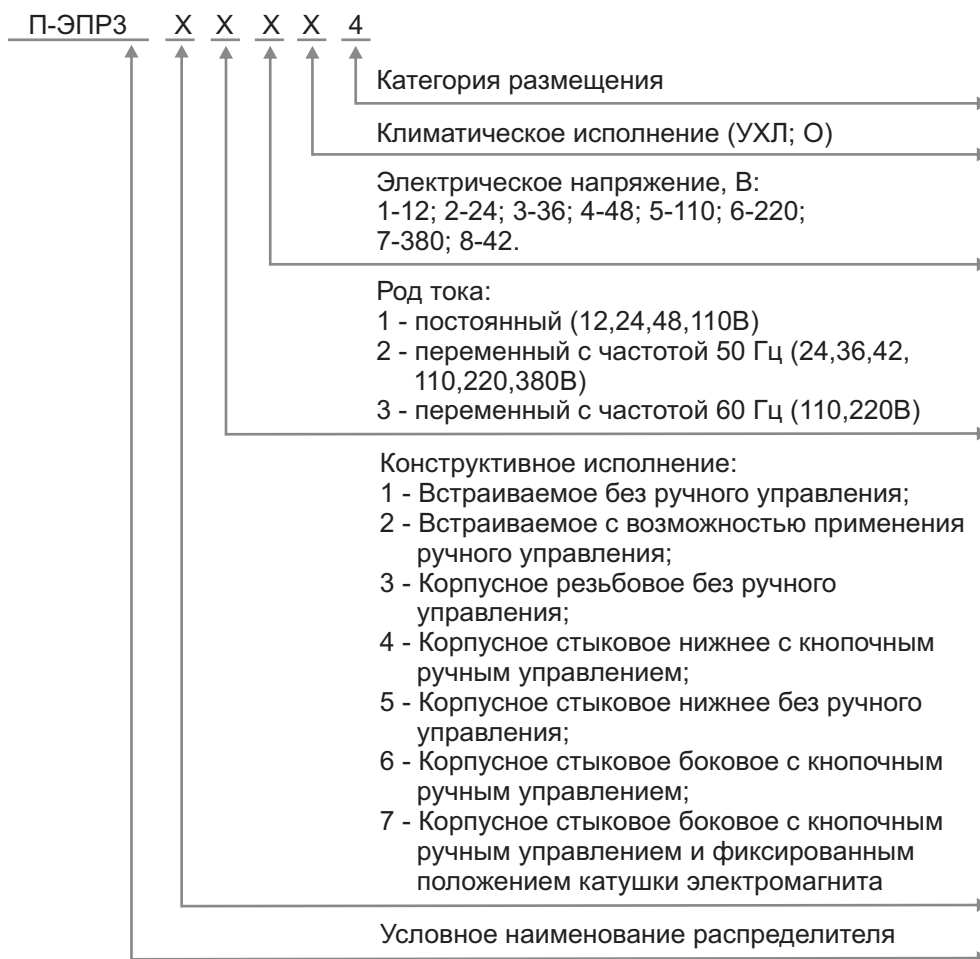 П-ЭПР3 Х Х Х Х 4
Категория размещения
Климатическое исполнение (УХЛ; О)
Электрическое напряжение, В:
1-12; 2-24; 3-36; 4-48; 5-110; 6-220;
7-380; 8-42.
Род тока:
1 - постоянный (12,24,48,110В)
2 - переменный с частотой 50 Гц (24,36,42,
110,220,380В)
3 - переменный с частотой 60 Гц (110,220В)
Конструктивное исполнение:
1 - Встраиваемое без ручного управления;
2 - Встраиваемое с возможностью применения
ручного управления;
3 - Корпусное резьбовое без ручного
управления;
4 - Корпусное стыковое нижнее с кнопочным
ручным управлением;
5 - Корпусное стыковое нижнее без ручного
управления;
6 - Корпусное стыковое боковое с кнопочным
ручным управлением;
7 - Корпусное стыковое боковое с кнопочным
ручным управлением и фиксированным
положением катушки электромагнита
Условное наименование распределителя